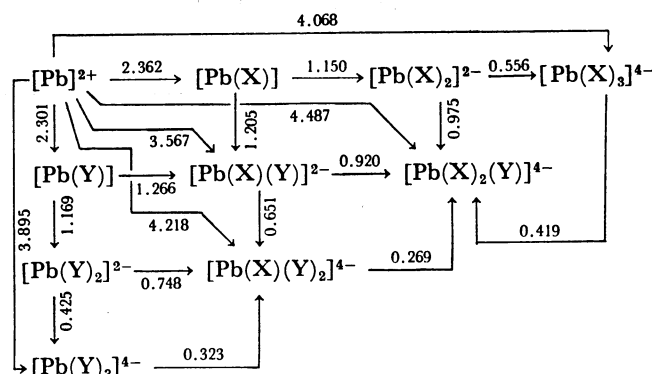 4.068
[Pb]²⁺ 2.362 [Pb(X)] 1.150 [Pb(X)₂]²⁻ 0.556 [Pb(X)₃]⁴⁻
2.301 3.567 1.205 4.487 0.975
[Pb(Y)] 1.266 [Pb(X)(Y)]²⁻ 0.920 [Pb(X)₂(Y)]⁴⁻
3.895 1.169 4.218 0.651 0.419
[Pb(Y)₂]²⁻ 0.748 [Pb(X)(Y)₂]⁴⁻ 0.269
0.425
[Pb(Y)₃]⁴⁻ 0.323